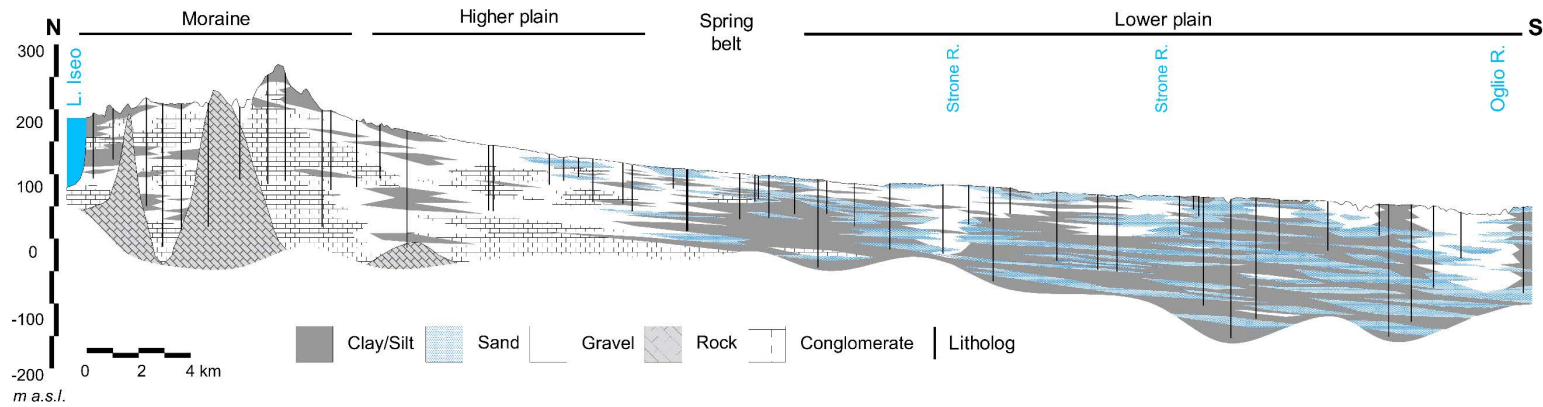 Moraine
Higher plain
Spring
belt
Lower plain
N
S
L. Iseo
Strone R.
Strone R.
Oglio R.
300
200
100
0
-100
-200
m a.s.l.
0 2 4 km
Clay/Silt
Sand
Gravel
Rock
Conglomerate
Litholog